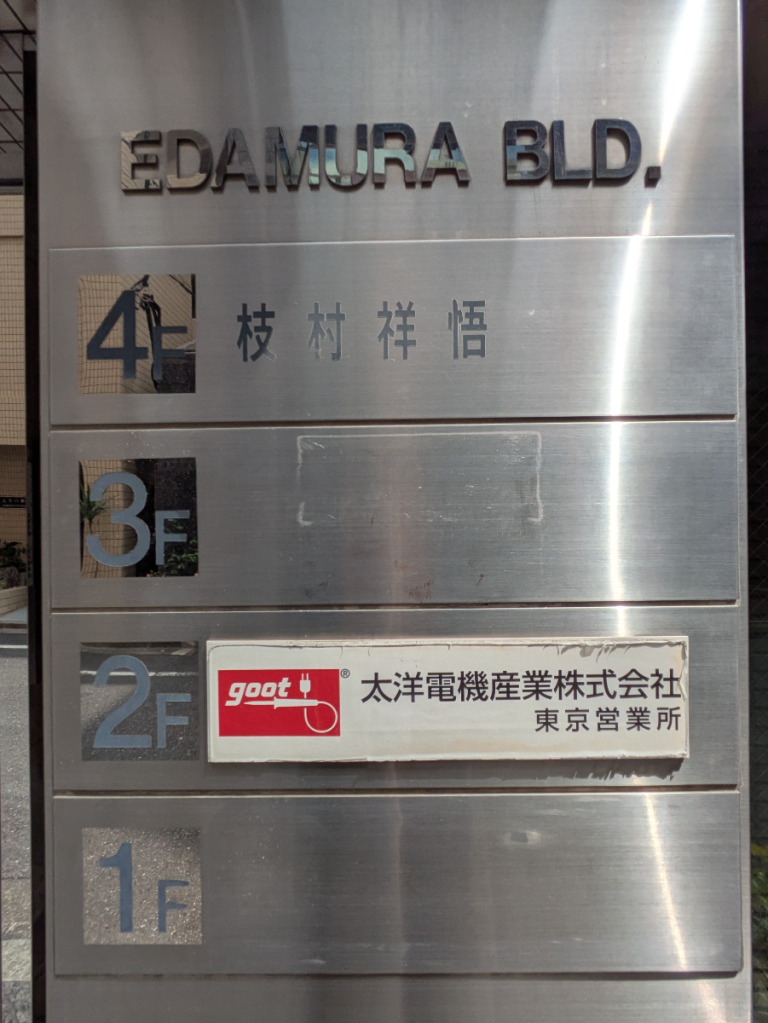 EDAMURA BLD.
4F 枝村祥悟
3F
2F goot® 太洋電機産業株式会社
東京営業所
1F